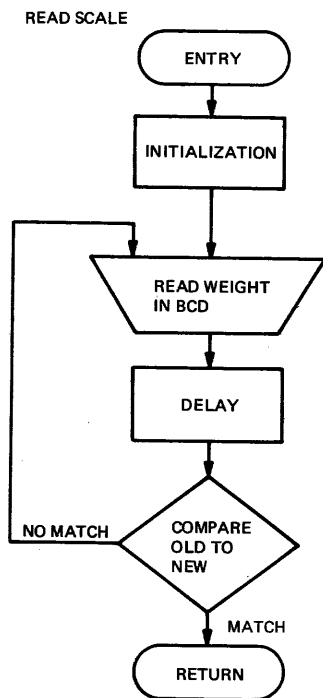 READ SCALE
ENTRY
INITIALIZATION
READ WEIGHT
IN BCD
DELAY
COMPARE
OLD TO
NEW
NO MATCH
MATCH
RETURN